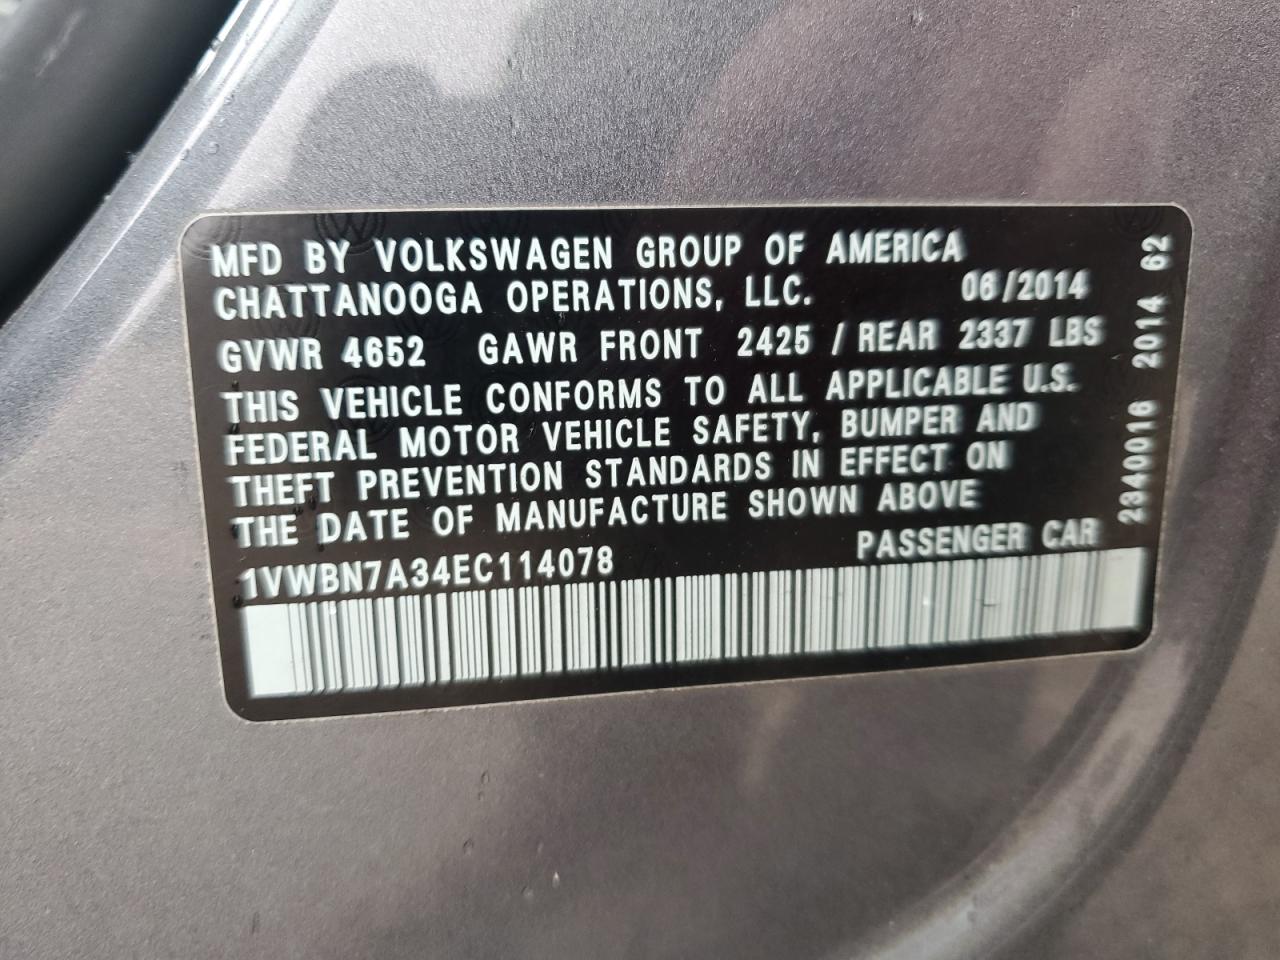 MFD BY VOLKSWAGEN GROUP OF AMERICA
CHATTANOOGA OPERATIONS, LLC. 06/2014
GVWR 4652 GAWR FRONT 2425 / REAR 2337 LBS
THIS VEHICLE CONFORMS TO ALL APPLICABLE U.S.
FEDERAL MOTOR VEHICLE SAFETY, BUMPER AND
THEFT PREVENTION STANDARDS IN EFFECT ON
THE DATE OF MANUFACTURE SHOWN ABOVE
1VWBN7A34EC114078 PASSENGER CAR
2340016 2014 62